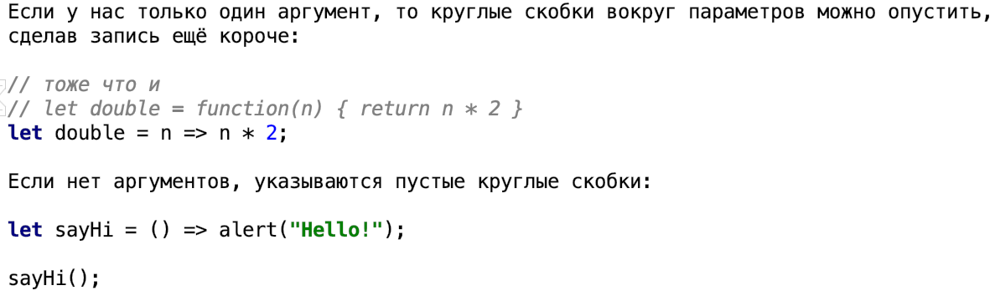 Если у нас только один аргумент, то круглые скобки вокруг параметров можно опустить,
сделав запись ещё короче:
// тоже что и
// let double = function(n) { return n * 2 }
let double = n => n * 2;
Если нет аргументов, указываются пустые круглые скобки:
let sayHi = () => alert("Hello!");
sayHi();